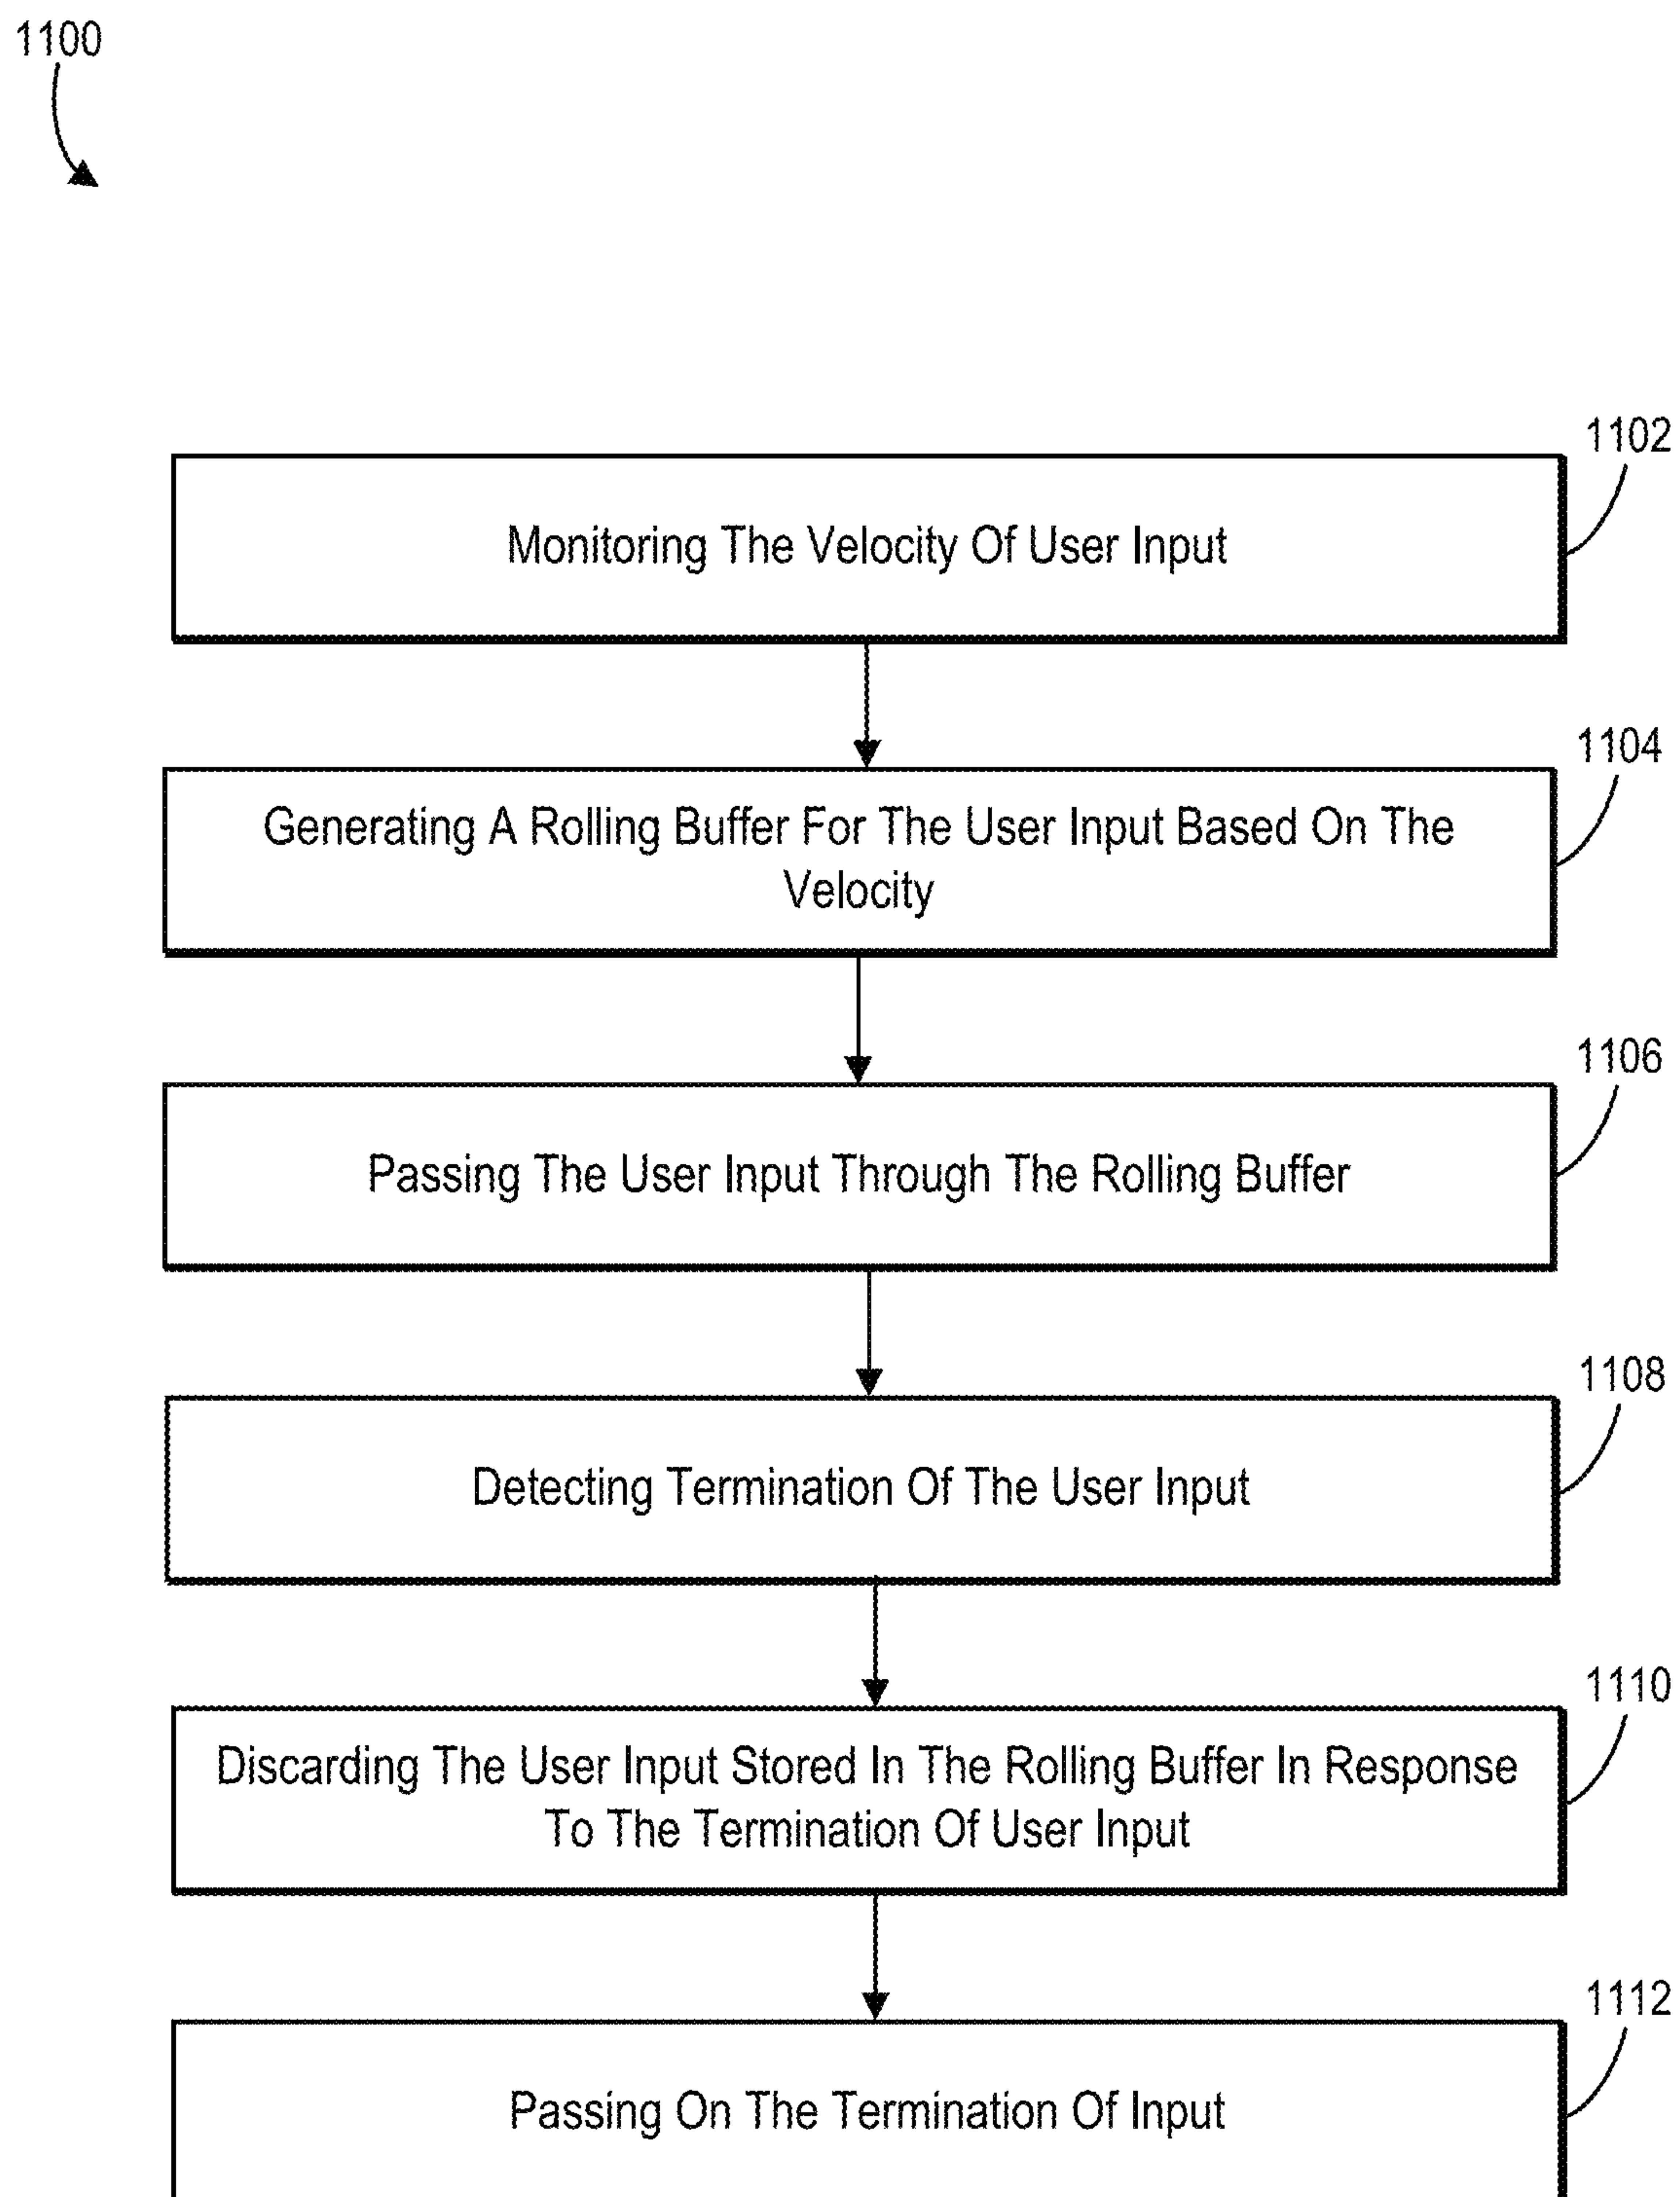 1100
1102
Monitoring The Velocity Of User Input
1104
Generating A Rolling Buffer For The User Input Based On The
Velocity
1106
Passing The User Input Through The Rolling Buffer
1108
Detecting Termination Of The User Input
1110
Discarding The User Input Stored In The Rolling Buffer In Response
To The Termination Of User Input
1112
Passing On The Termination Of Input